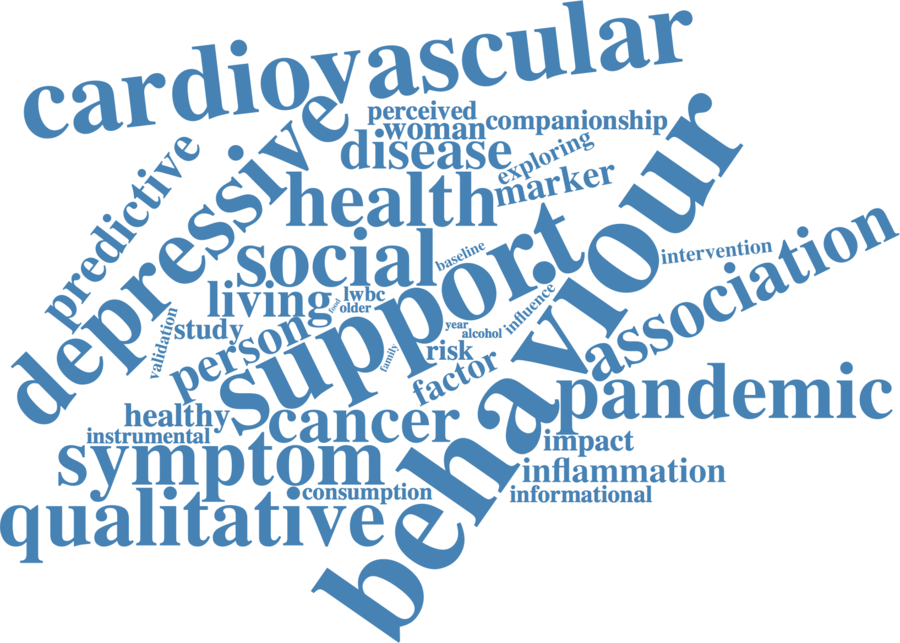 cardiovascular
perceived
woman
companionship
disease
exploring
predictive
depressive
health
marker
behaviour
social
support
baseline
intervention
association
living
food
lwbc
older
influence
validation
study
person
year
alcohol
family
risk
factor
pandemic
healthy
cancer
instrumental
impact
symptom
inflammation
consumption
informational
qualitative